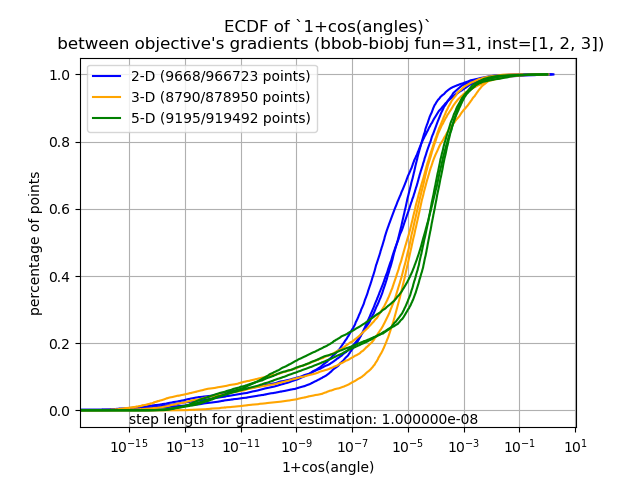 ECDF of `1+cos(angles)`
between objective's gradients (bbob-biobj fun=31, inst=[1, 2, 3])
2-D (9668/966723 points)
3-D (8790/878950 points)
5-D (9195/919492 points)
percentage of points
1.0
0.8
0.6
0.4
0.2
0.0
step length for gradient estimation: 1.000000e-08
10⁻¹⁵ 10⁻¹³ 10⁻¹¹ 10⁻⁹ 10⁻⁷ 10⁻⁵ 10⁻³ 10⁻¹ 10¹
1+cos(angle)